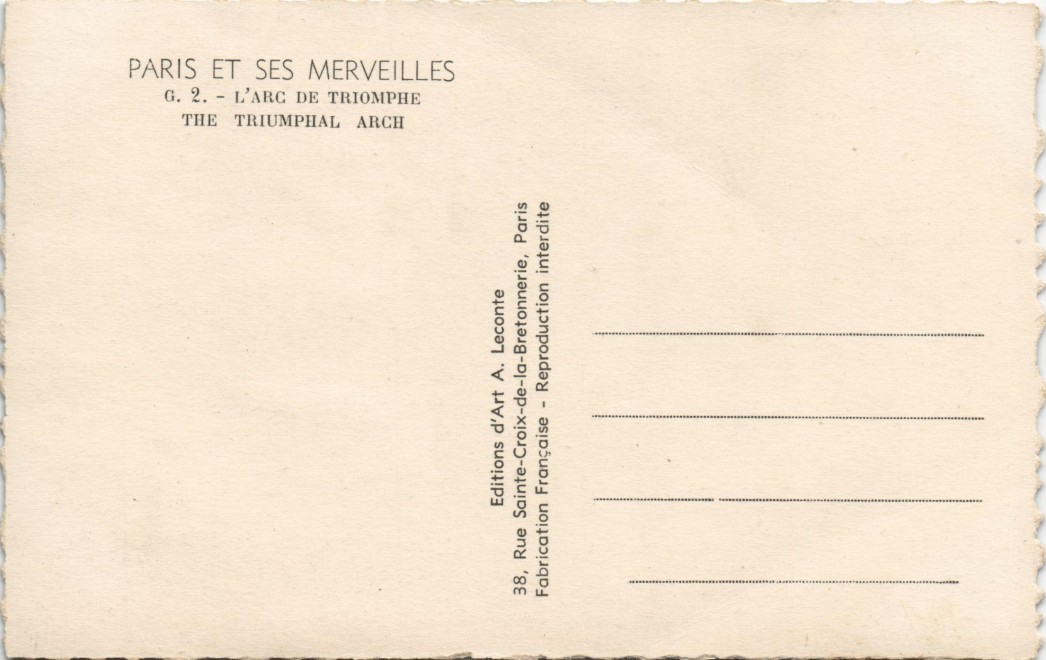 PARIS ET SES MERVEILLES
G. 2. - L'ARC DE TRIOMPHE
THE TRIUMPHAL ARCH
Editions d'Art A. Leconte
38, Rue Sainte-Croix-de-la-Bretonnerie, Paris
Fabrication Française - Reproduction interdite